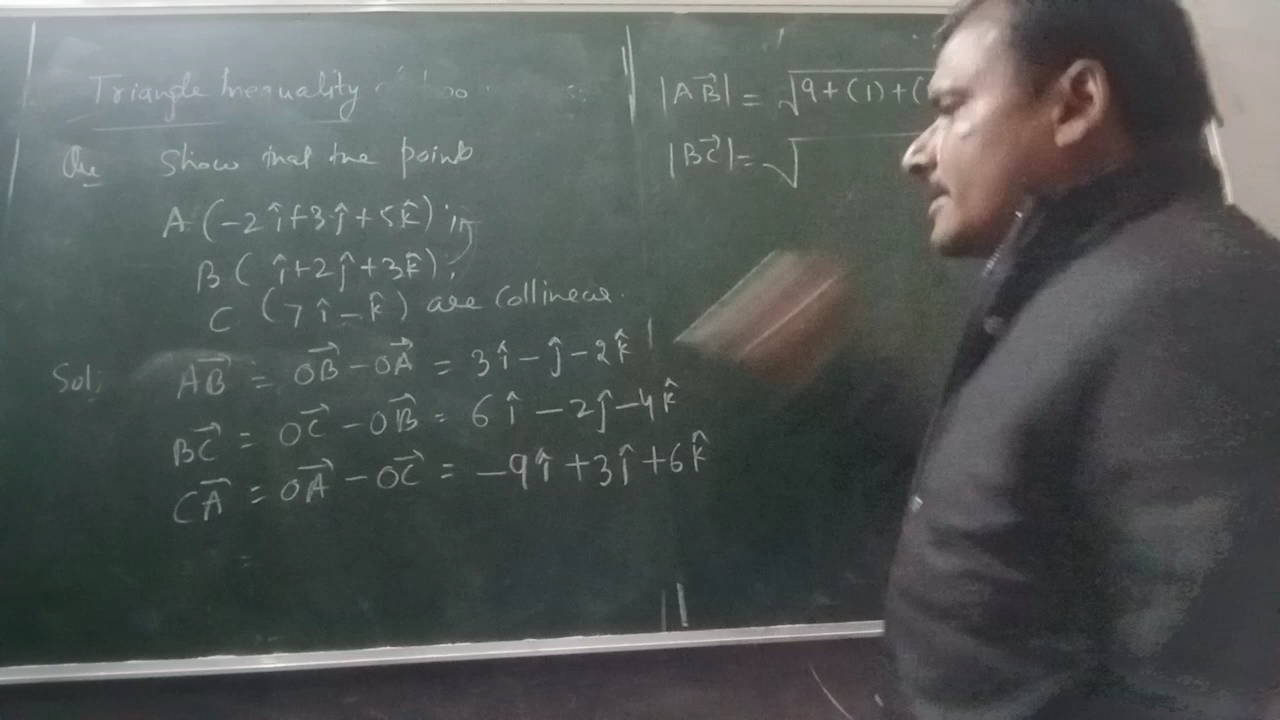 Triangle Inequality
Qu Show that the points
A (-2î+3ĵ+5k̂);
B ( î+2ĵ+3k̂);
C (7î-k̂) are Collinear.
Sol; AB⃗ = OB⃗ - OA⃗ = 3î - ĵ - 2k̂
BC⃗ = OC⃗ - OB⃗ = 6î - 2ĵ - 4k̂
CA⃗ = OA⃗ - OC⃗ = -9î + 3ĵ + 6k̂
=
|AB⃗| = √9+(1)+(
|BC⃗| = √